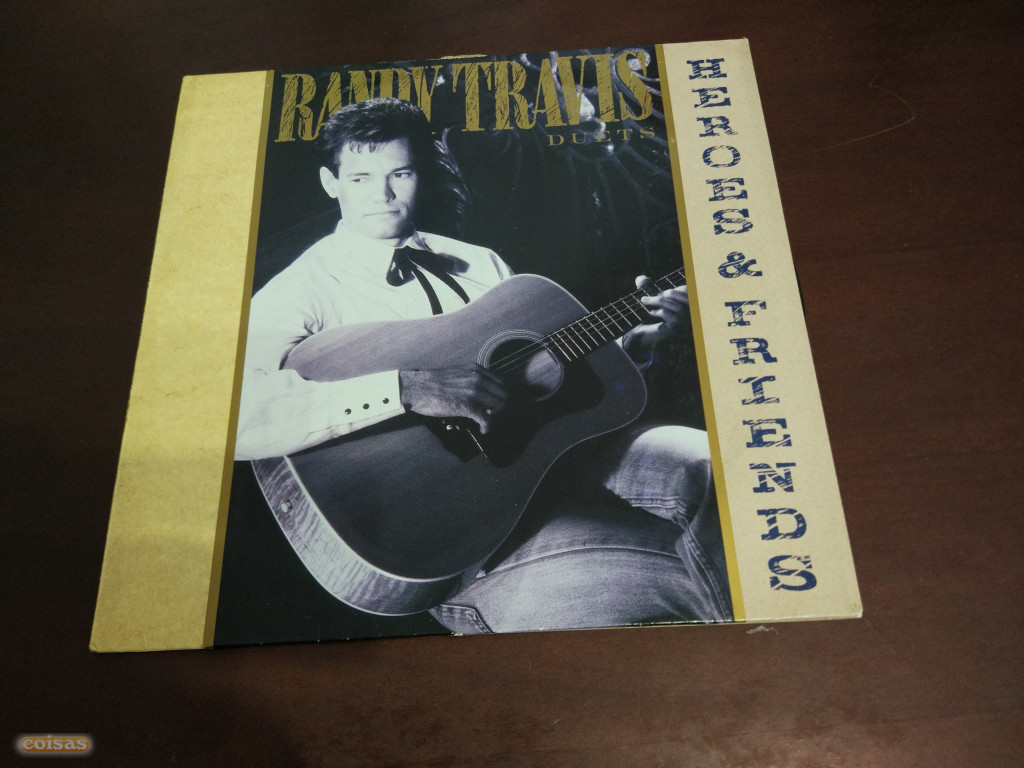 RANDY TRAVIS
DUETS
HEROES & FRIENDS
coisas